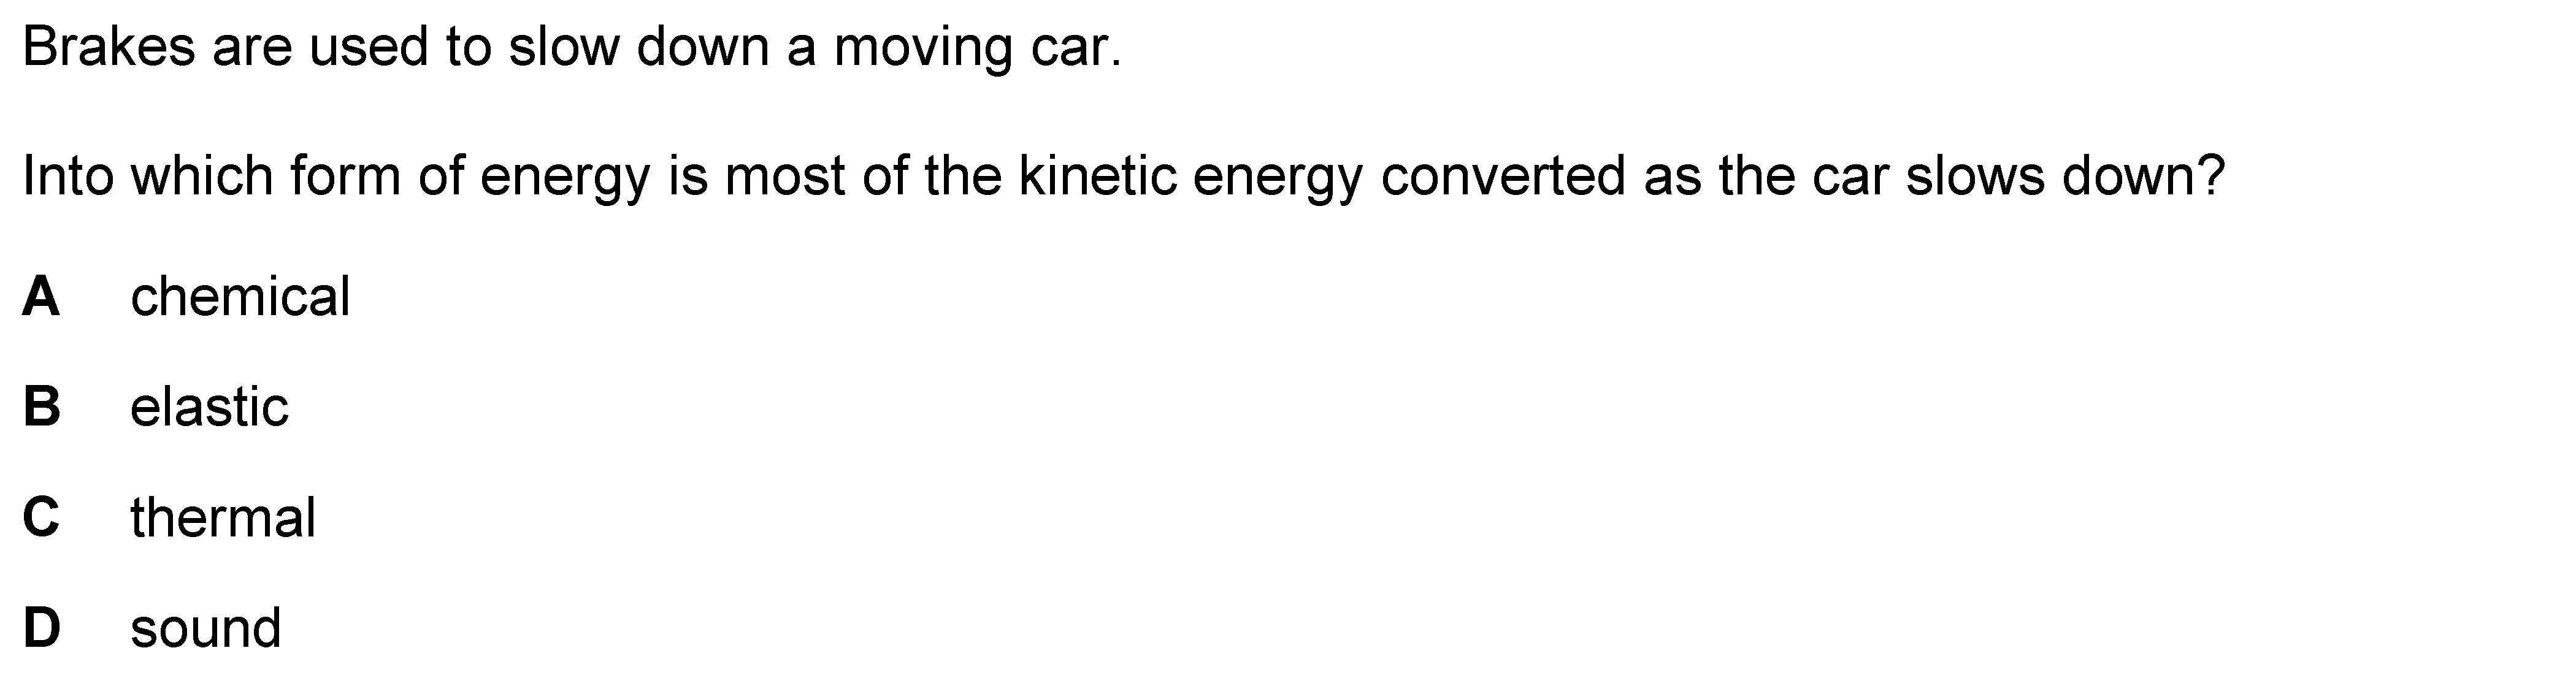 Brakes are used to slow down a moving car.
Into which form of energy is most of the kinetic energy converted as the car slows down?
A chemical
B elastic
C thermal
D sound